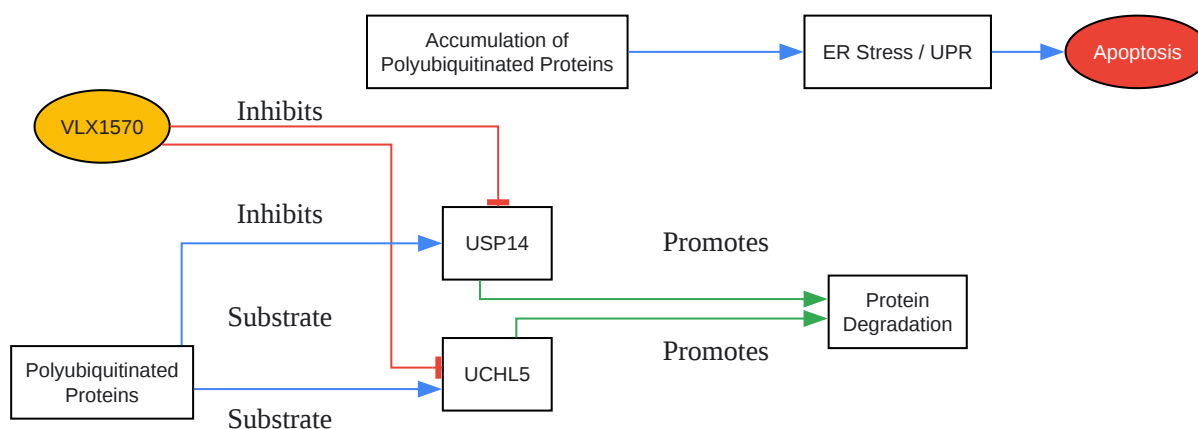 Accumulation of
Polyubiquitinated Proteins
ER Stress / UPR
Apoptosis
Inhibits
VLX1570
Inhibits
USP14
Promotes
Substrate
Protein
Degradation
Promotes
Polyubiquitinated
Proteins
UCHL5
Substrate